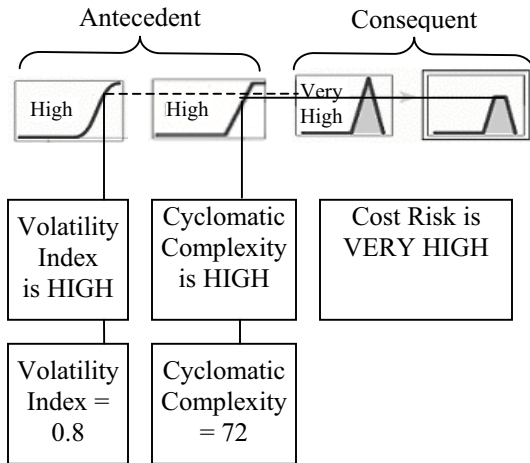 Antecedent
Consequent
High
High
Very
High
Volatility
Index
is HIGH
Cyclomatic
Complexity
is HIGH
Cost Risk is
VERY HIGH
Volatility
Index =
0.8
Cyclomatic
Complexity
= 72